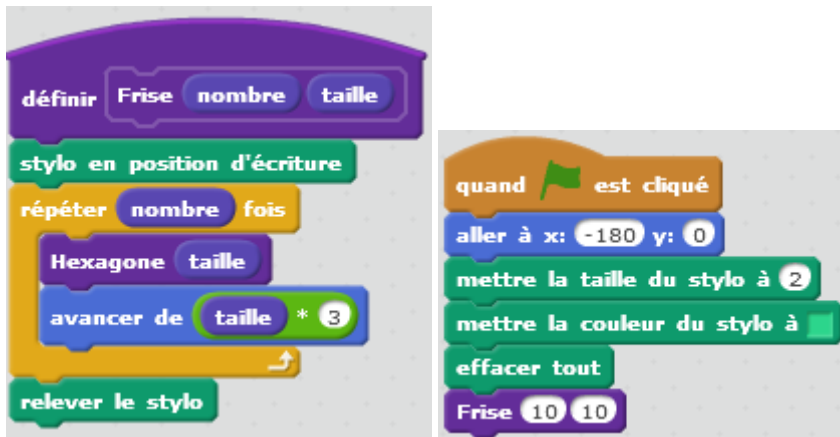 définir Frise nombre taille
stylo en position d'écriture
répéter nombre fois
Hexagone taille
avancer de taille * 3
relever le stylo
quand est cliqué
aller à x: -180 y: 0
mettre la taille du stylo à 2
mettre la couleur du stylo à
effacer tout
Frise 10 10